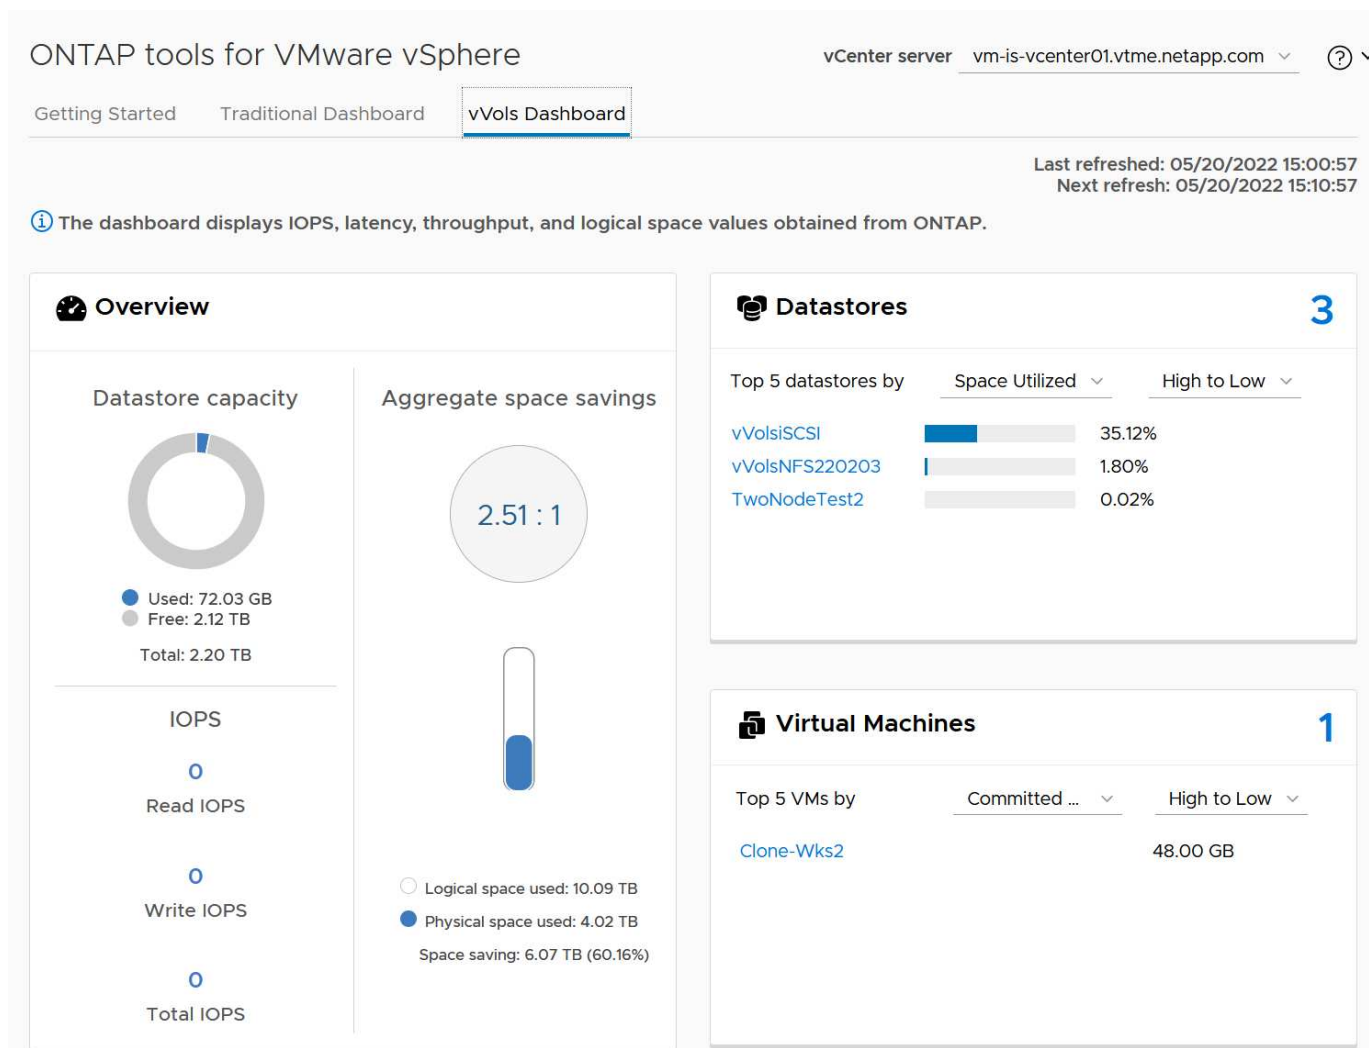 ONTAP tools for VMware vSphere
vCenter server vm-is-vcenter01.vtme.netapp.com
Getting Started Traditional Dashboard vVols Dashboard
Last refreshed: 05/20/2022 15:00:57
Next refresh: 05/20/2022 15:10:57
The dashboard displays IOPS, latency, throughput, and logical space values obtained from ONTAP.
Overview
Datastore capacity
Used: 72.03 GB
Free: 2.12 TB
Total: 2.20 TB
IOPS
0
Read IOPS
0
Write IOPS
0
Total IOPS
Aggregate space savings
2.51 : 1
Logical space used: 10.09 TB
Physical space used: 4.02 TB
Space saving: 6.07 TB (60.16%)
Datastores 3
Top 5 datastores by Space Utilized High to Low
vVolsiSCSI 35.12%
vVolsNFS220203 1.80%
TwoNodeTest2 0.02%
Virtual Machines 1
Top 5 VMs by Committed ... High to Low
Clone-Wks2 48.00 GB